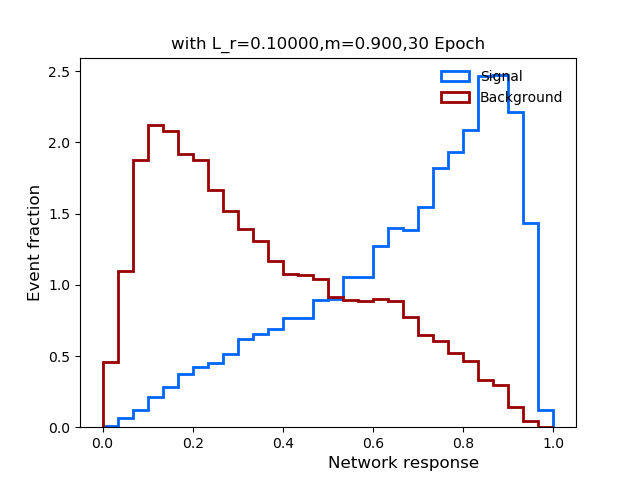 with L_r=0.10000,m=0.900,30 Epoch
Signal
Background
2.5
2.0
1.5
1.0
0.5
0.0
Event fraction
0.0 0.2 0.4 0.6 0.8 1.0
Network response